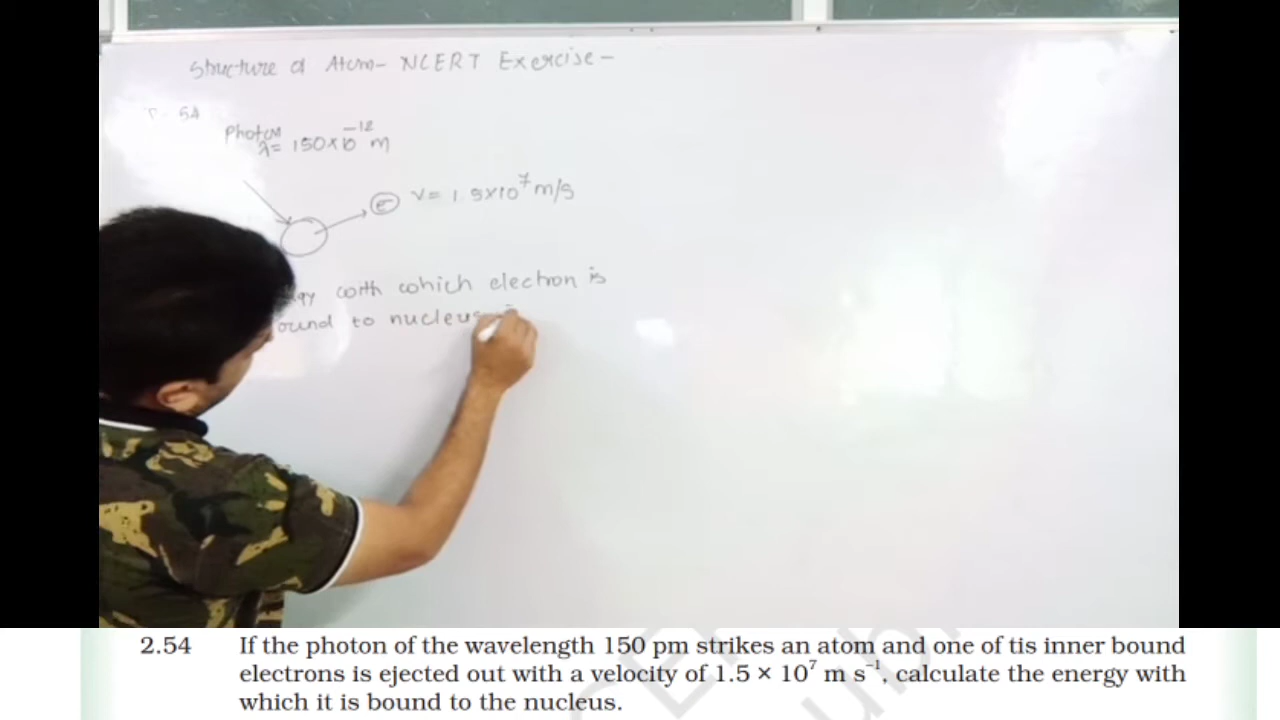 Structure of Atom- NCERT Exercise-
54
Photon
λ= 150×10⁻¹² m
e⁻ v= 1.5×10⁷ m/s
with which electron is
to nucleus
2.54 If the photon of the wavelength 150 pm strikes an atom and one of tis inner bound
electrons is ejected out with a velocity of 1.5 × 10⁷ m s⁻¹, calculate the energy with
which it is bound to the nucleus.